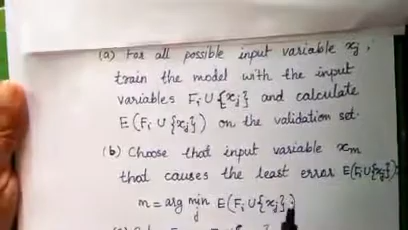 (a) For all possible input variable xj,
train the model with the input
variables Fi ∪ {xj} and calculate
E(Fi ∪ {xj}) on the validation set.
(b) Choose that input variable xm
that causes the least error E(Fi∪{xj})
m = arg min j E(Fi ∪{xj})